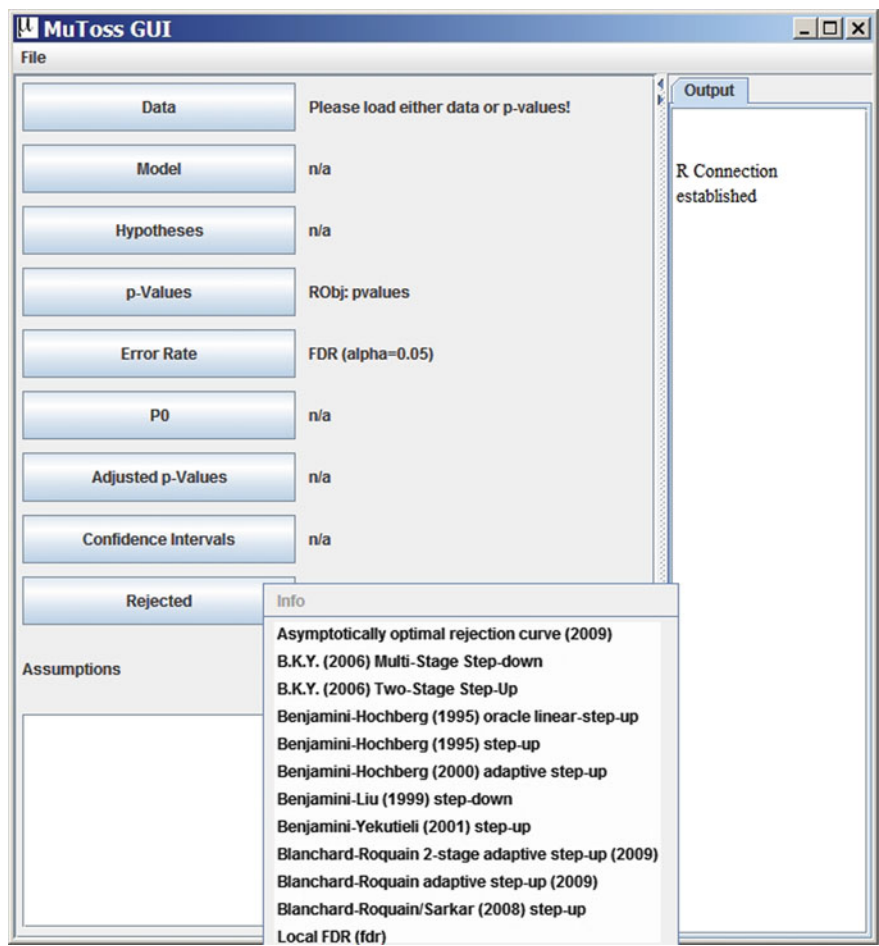 µ MuToss GUI
File
Data Please load either data or p-values!
Model n/a
Hypotheses n/a
p-Values RObj: pvalues
Error Rate FDR (alpha=0.05)
P0 n/a
Adjusted p-Values n/a
Confidence Intervals n/a
Rejected
Assumptions
Info
Asymptotically optimal rejection curve (2009)
B.K.Y. (2006) Multi-Stage Step-down
B.K.Y. (2006) Two-Stage Step-Up
Benjamini-Hochberg (1995) oracle linear-step-up
Benjamini-Hochberg (1995) step-up
Benjamini-Hochberg (2000) adaptive step-up
Benjamini-Liu (1999) step-down
Benjamini-Yekutieli (2001) step-up
Blanchard-Roquain 2-stage adaptive step-up (2009)
Blanchard-Roquain adaptive step-up (2009)
Blanchard-Roquain/Sarkar (2008) step-up
Local FDR (fdr)
Output
R Connection
established